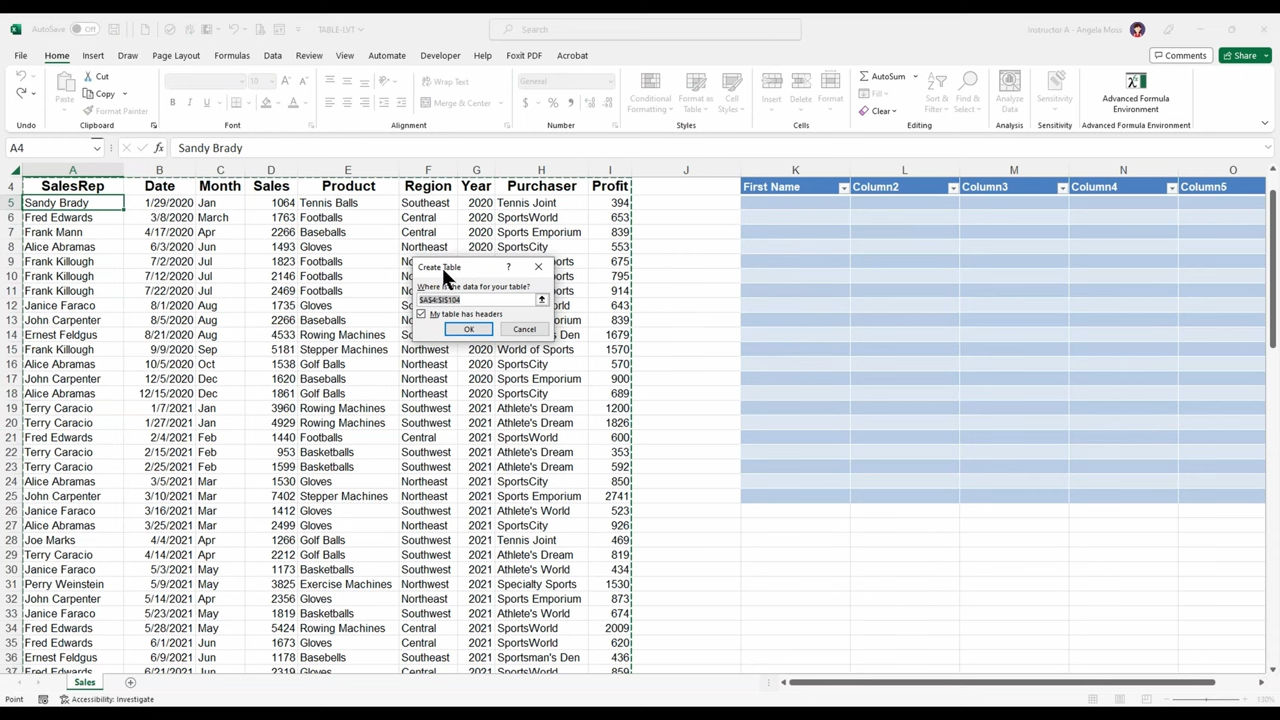 AutoSave Off TABLE-LVT Search Instructor A - Angela Moss
File Home Insert Draw Page Layout Formulas Data Review View Automate Developer Help Foxit PDF Acrobat Comments Share
Paste Cut Copy Format Painter
10 Wrap Text Merge & Center General
Conditional Formatting Format as Table Cell Styles Insert Delete Format
AutoSum Fill Clear Sort & Filter Find & Select Analyze Data Sensitivity Advanced Formula Environment
Undo Clipboard Font Alignment Number Styles Cells Editing Analysis Sensitivity Advanced Formula Environment
A4 fx Sandy Brady
A B C D E F G H I J K L M N O
4 SalesRep Date Month Sales Product Region Year Purchaser Profit First Name Column2 Column3 Column4 Column5
5 Sandy Brady 1/29/2020 Jan 1064 Tennis Balls Southeast 2020 Tennis Joint 394
6 Fred Edwards 3/8/2020 March 1763 Footballs Central 2020 SportsWorld 653
7 Frank Mann 4/17/2020 Apr 2266 Baseballs Central 2020 Sports Emporium 839
8 Alice Abramas 6/3/2020 Jun 1493 Gloves Northeast 2020 SportsCity 553
9 Frank Killough 7/2/2020 Jul 1823 Footballs 675
10 Frank Killough 7/12/2020 Jul 2146 Footballs 795
11 Frank Killough 7/22/2020 Jul 2469 Footballs 914
12 Janice Faraco 8/1/2020 Aug 1735 Gloves 643
13 John Carpenter 8/5/2020 Aug 2266 Baseballs 839
14 Ernest Feldgus 8/21/2020 Aug 4533 Rowing Machines 1679
15 Frank Killough 9/9/2020 Sep 5181 Stepper Machines Northwest 2020 World of Sports 1570
16 Alice Abramas 10/5/2020 Oct 1538 Golf Balls Northeast 2020 SportsCity 570
17 John Carpenter 12/5/2020 Dec 1620 Baseballs Northeast 2020 Sports Emporium 900
18 Alice Abramas 12/15/2020 Dec 1861 Golf Balls Northeast 2020 SportsCity 689
19 Terry Caracio 1/7/2021 Jan 3960 Rowing Machines Southwest 2021 Athlete's Dream 1200
20 Terry Caracio 1/27/2021 Jan 4929 Rowing Machines Southwest 2021 Athlete's Dream 1826
21 Fred Edwards 2/4/2021 Feb 1440 Footballs Central 2021 SportsWorld 600
22 Terry Caracio 2/15/2021 Feb 953 Basketballs Southwest 2021 Athlete's Dream 353
23 Terry Caracio 2/25/2021 Feb 1599 Basketballs Southwest 2021 Athlete's Dream 592
24 Alice Abramas 3/5/2021 Mar 1530 Gloves Northeast 2021 SportsCity 850
25 John Carpenter 3/10/2021 Mar 7402 Stepper Machines Northeast 2021 Sports Emporium 2741
26 Janice Faraco 3/16/2021 Mar 1412 Gloves Southwest 2021 Athlete's World 523
27 Alice Abramas 3/25/2021 Mar 2499 Gloves Northeast 2021 SportsCity 926
28 Joe Marks 4/4/2021 Apr 1266 Golf Balls Southeast 2021 Tennis Joint 469
29 Terry Caracio 4/14/2021 Apr 2212 Golf Balls Southwest 2021 Athlete's Dream 819
30 Janice Faraco 5/3/2021 May 1173 Basketballs Southwest 2021 Athlete's World 434
31 Perry Weinstein 5/9/2021 May 3825 Exercise Machines Northwest 2021 Specialty Sports 1530
32 John Carpenter 5/14/2021 Apr 2356 Gloves Northeast 2021 Sports Emporium 873
33 Janice Faraco 5/23/2021 May 1819 Basketballs Southwest 2021 Athlete's World 674
34 Fred Edwards 5/28/2021 May 5424 Rowing Machines Central 2021 SportsWorld 2009
35 Fred Edwards 6/1/2021 Jun 1673 Gloves Central 2021 SportsWorld 620
36 Ernest Feldgus 6/9/2021 Jun 1178 Basebells Southeast 2021 Sportsman's Den 436
37 Fred Edwards 6/21/2021 Jun 2319 Gloves Central 2021 SportsWorld 859
Create Table ?
Where is the data for your table?
$A$4:$I$104
My table has headers
OK Cancel
Sales
Point Accessibility: Investigate 130%